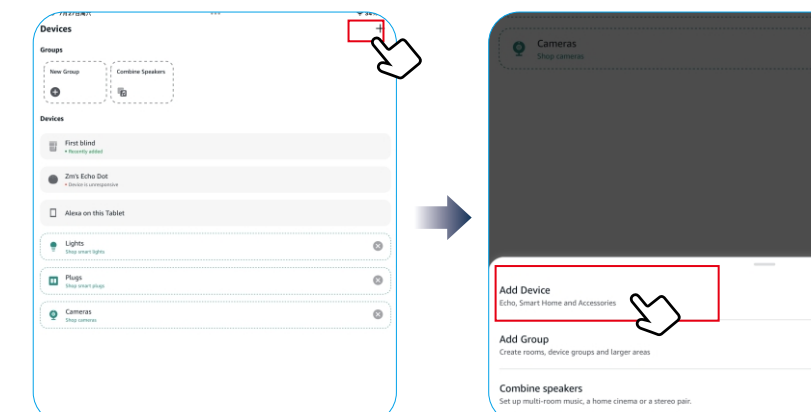 Devices
+
Groups
New Group
Combine Speakers
Devices
First blind
• Recently added
Zm's Echo Dot
• Device is unresponsive
Alexa on this Tablet
Lights
Shop smart lights
Plugs
Shop smart plugs
Cameras
Shop cameras
Cameras
Shop cameras
Add Device
Echo, Smart Home and Accessories
Add Group
Create rooms, device groups and larger areas
Combine speakers
Set up multi-room music, a home cinema or a stereo pair.